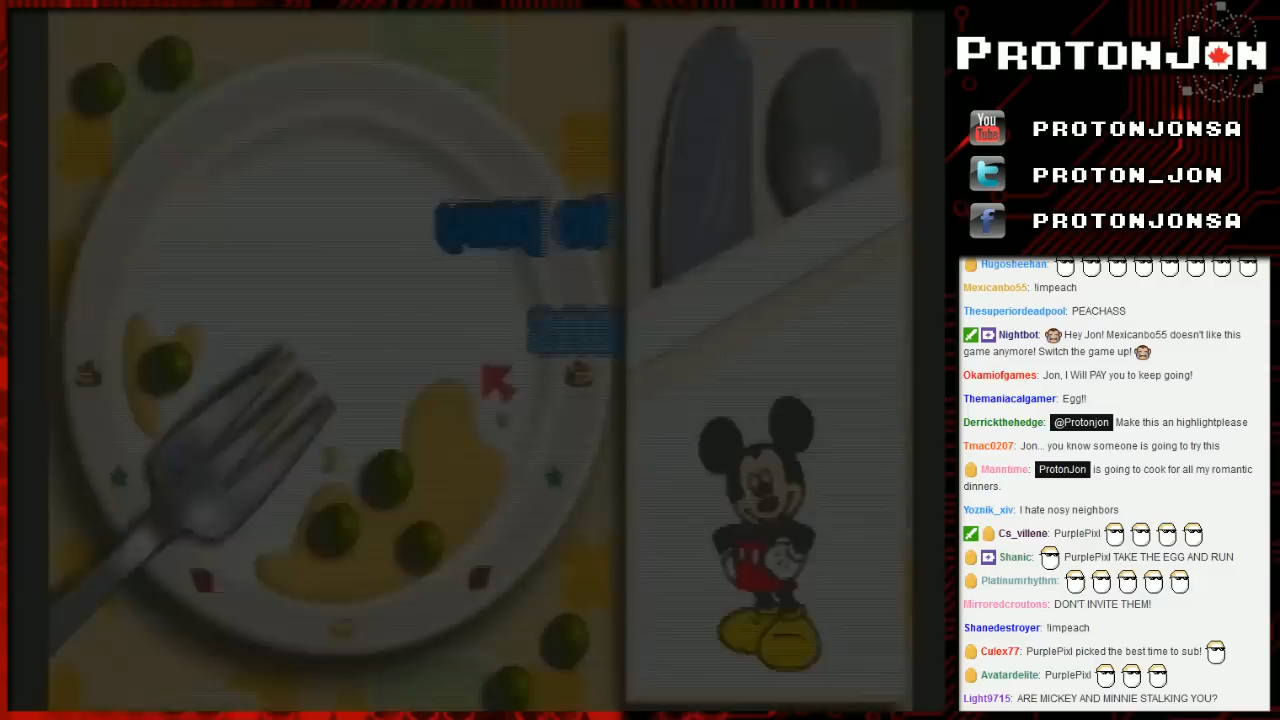 PROTONJON
You
Tube
PROTONJONSA
PROTON_JON
PROTONJONSA
Hugosheehan:
Mexicanbo55: !impeach
Thesuperiordeadpool: PEACHASS
Nightbot: Hey Jon! Mexicanbo55 doesn't like this
game anymore! Switch the game up!
Okamiofgames: Jon, I Will PAY you to keep going!
Themaniacalgamer: Egg!!
Derrickthehedge: @Protonjon Make this an highlightplease
Tmac0207: Jon... you know someone is going to try this
Manntime: ProtonJon is going to cook for all my romantic
dinners.
Yoznik_xiv: I hate nosy neighbors
Cs_villene: PurplePixl
Shanic: PurplePixl TAKE THE EGG AND RUN
Platinumrhythm:
Mirroredcroutons: DON'T INVITE THEM!
Shanedestroyer: !impeach
Culex77: PurplePixl picked the best time to sub!
Avatardelite: PurplePixl
Light9715: ARE MICKEY AND MINNIE STALKING YOU?